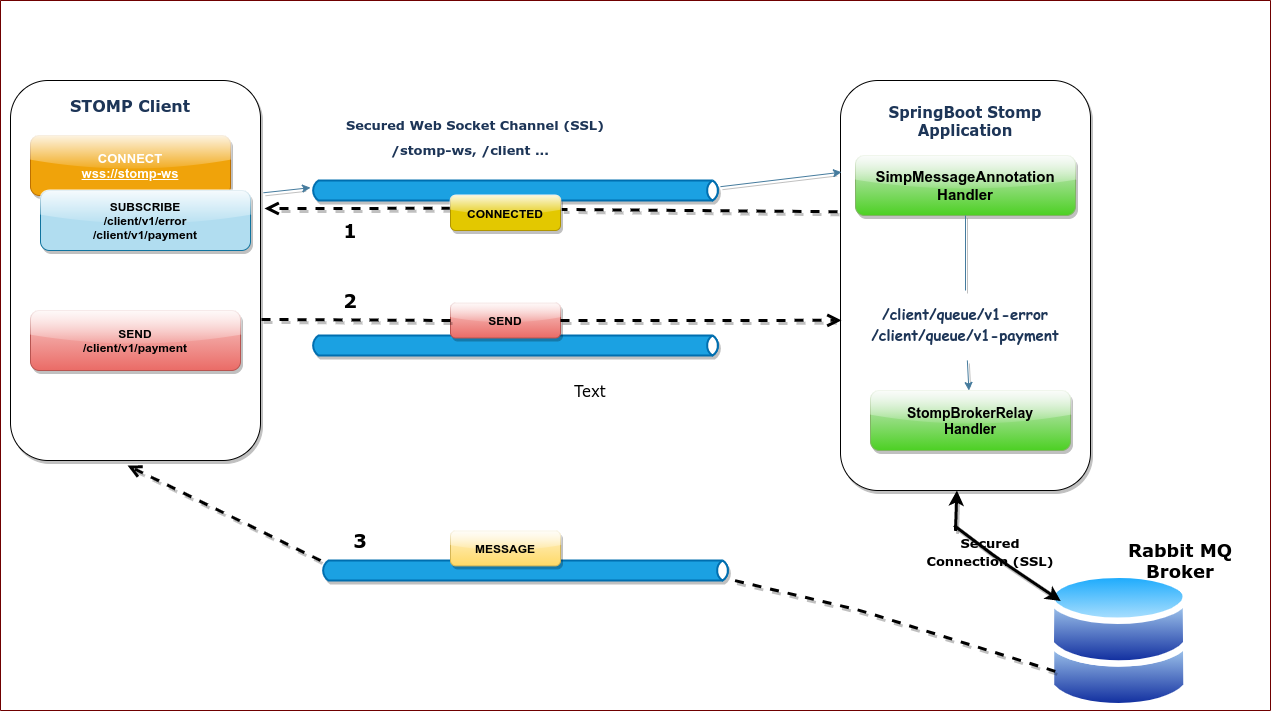 STOMP Client
CONNECT
wss://stomp-ws
SUBSCRIBE
/client/v1/error
/client/v1/payment
SEND
/client/v1/payment
Secured Web Socket Channel (SSL)
/stomp-ws, /client ...
CONNECTED
1
2
SEND
Text
3
MESSAGE
SpringBoot Stomp
Application
SimpMessageAnnotation
Handler
/client/queue/v1-error
/client/queue/v1-payment
StompBrokerRelay
Handler
Secured
Connection (SSL)
Rabbit MQ
Broker